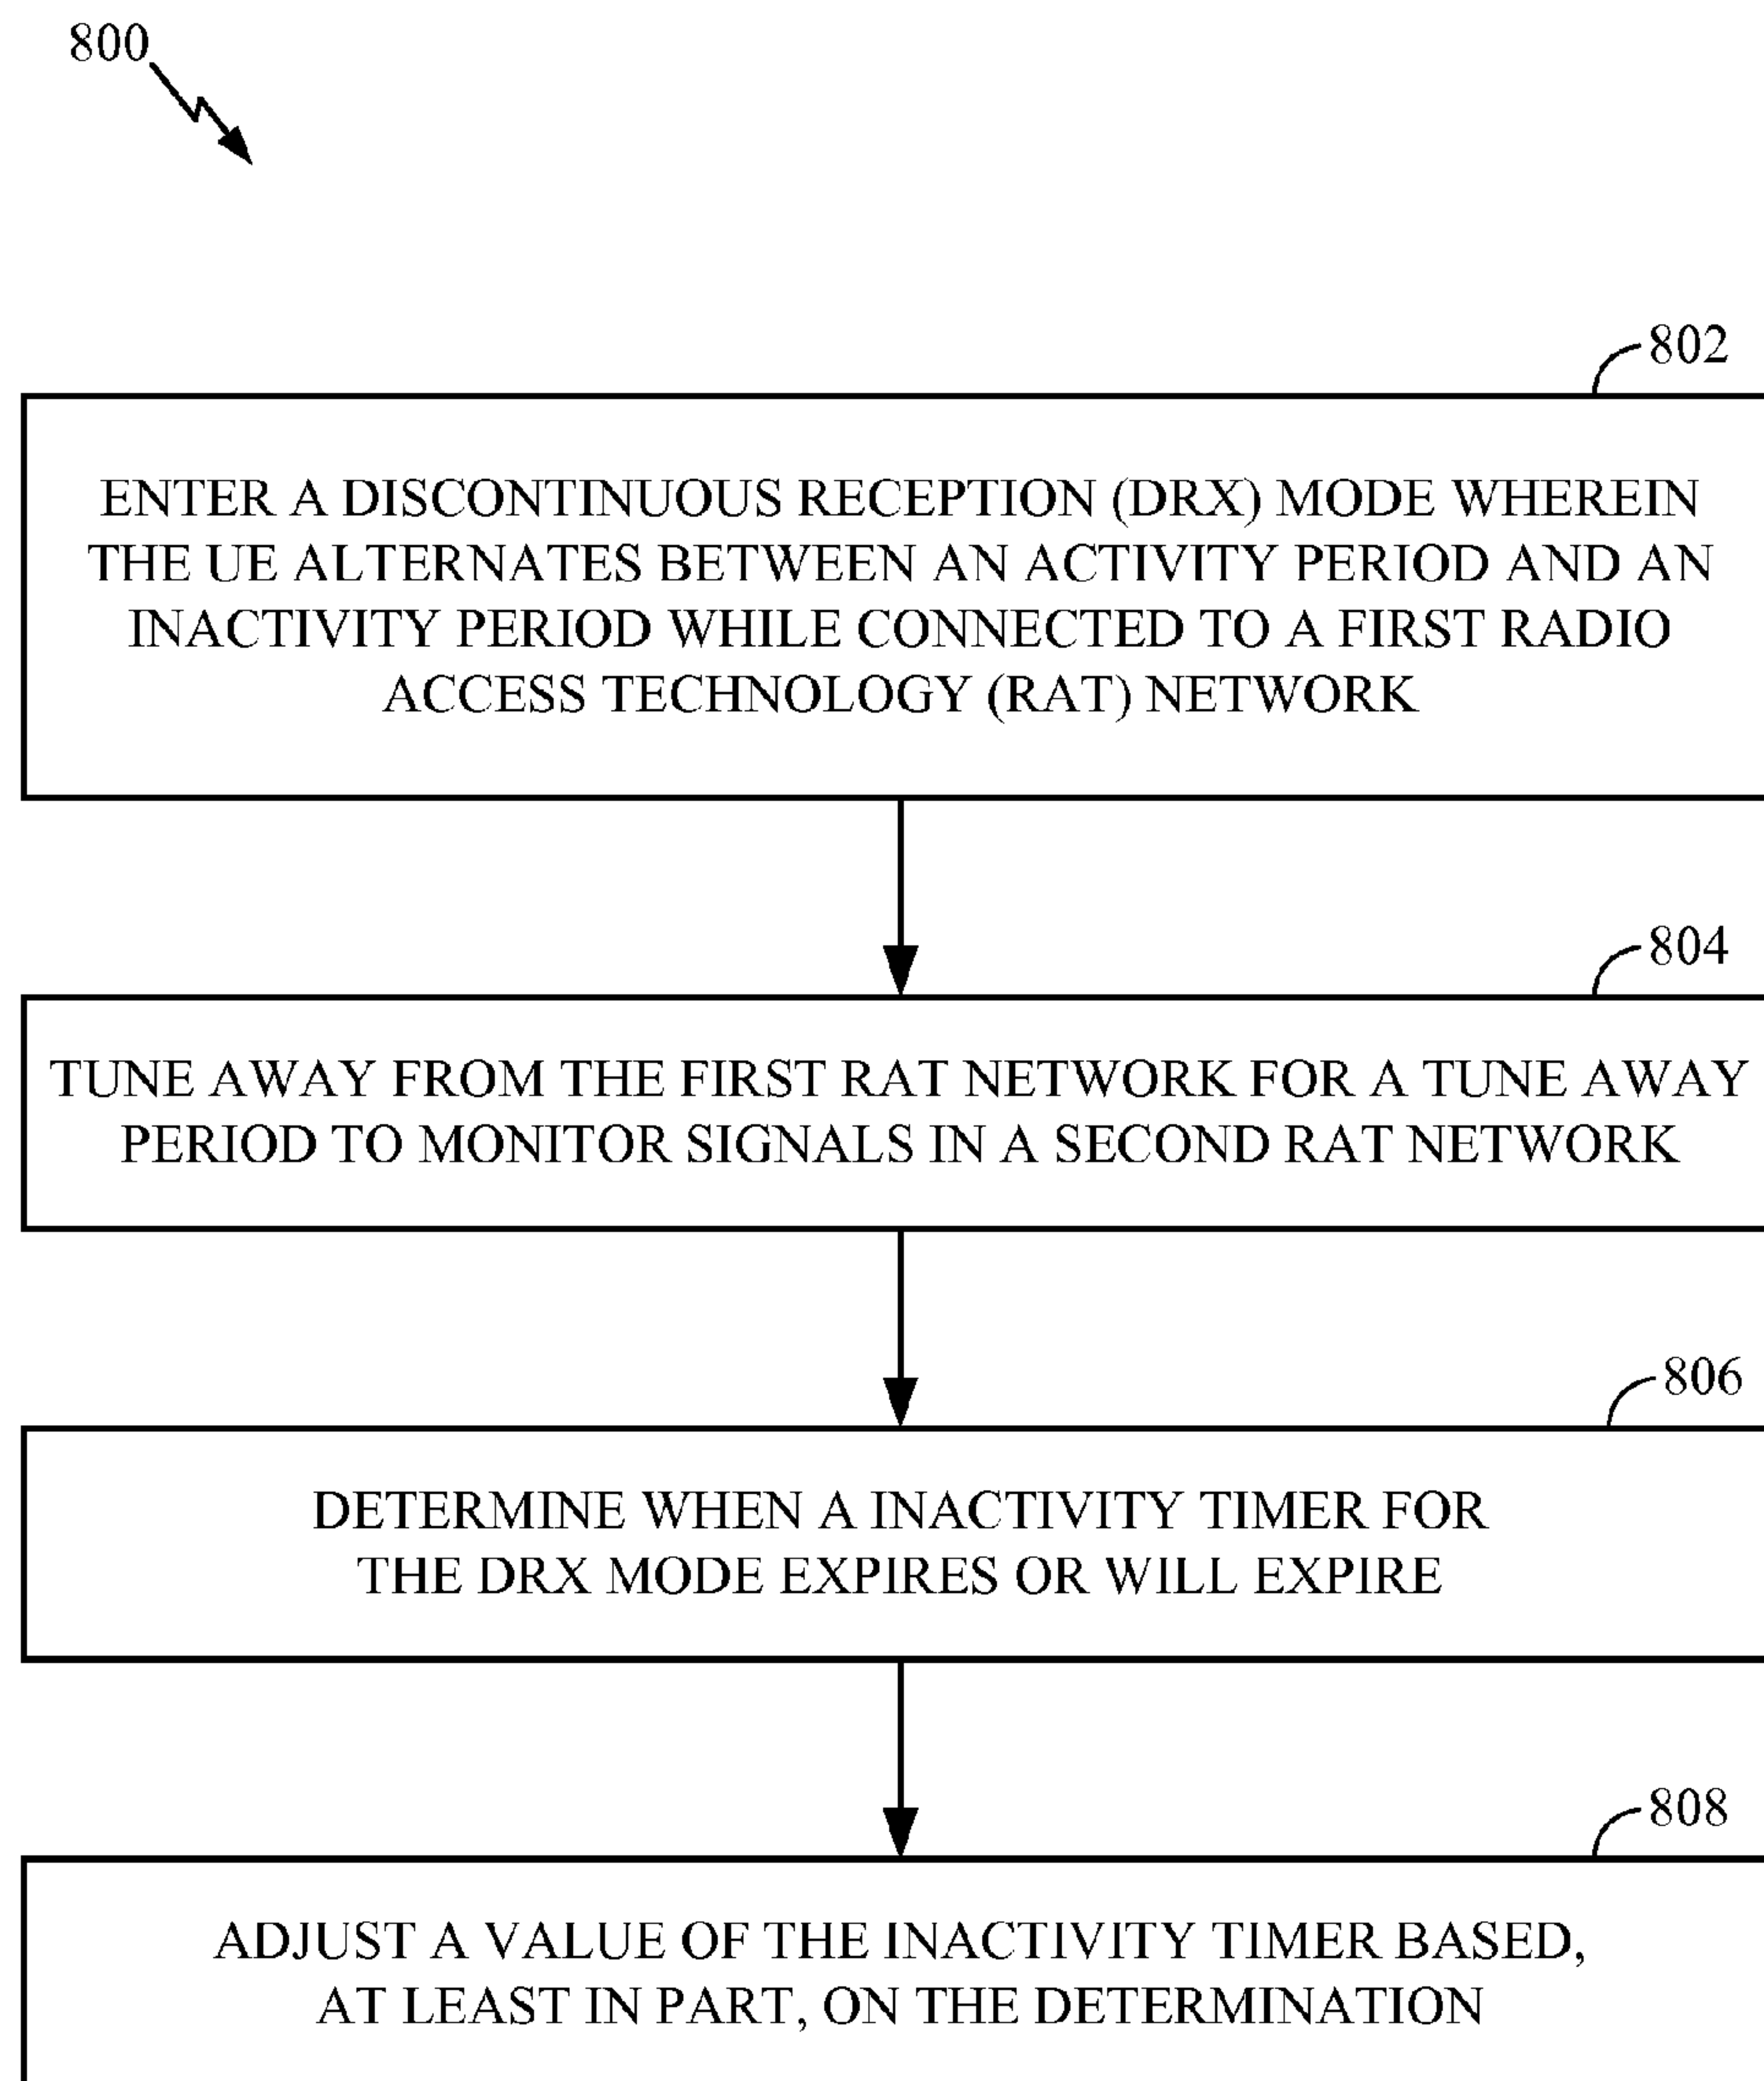 800
802
ENTER A DISCONTINUOUS RECEPTION (DRX) MODE WHEREIN
THE UE ALTERNATES BETWEEN AN ACTIVITY PERIOD AND AN
INACTIVITY PERIOD WHILE CONNECTED TO A FIRST RADIO
ACCESS TECHNOLOGY (RAT) NETWORK
804
TUNE AWAY FROM THE FIRST RAT NETWORK FOR A TUNE AWAY
PERIOD TO MONITOR SIGNALS IN A SECOND RAT NETWORK
806
DETERMINE WHEN A INACTIVITY TIMER FOR
THE DRX MODE EXPIRES OR WILL EXPIRE
808
ADJUST A VALUE OF THE INACTIVITY TIMER BASED,
AT LEAST IN PART, ON THE DETERMINATION